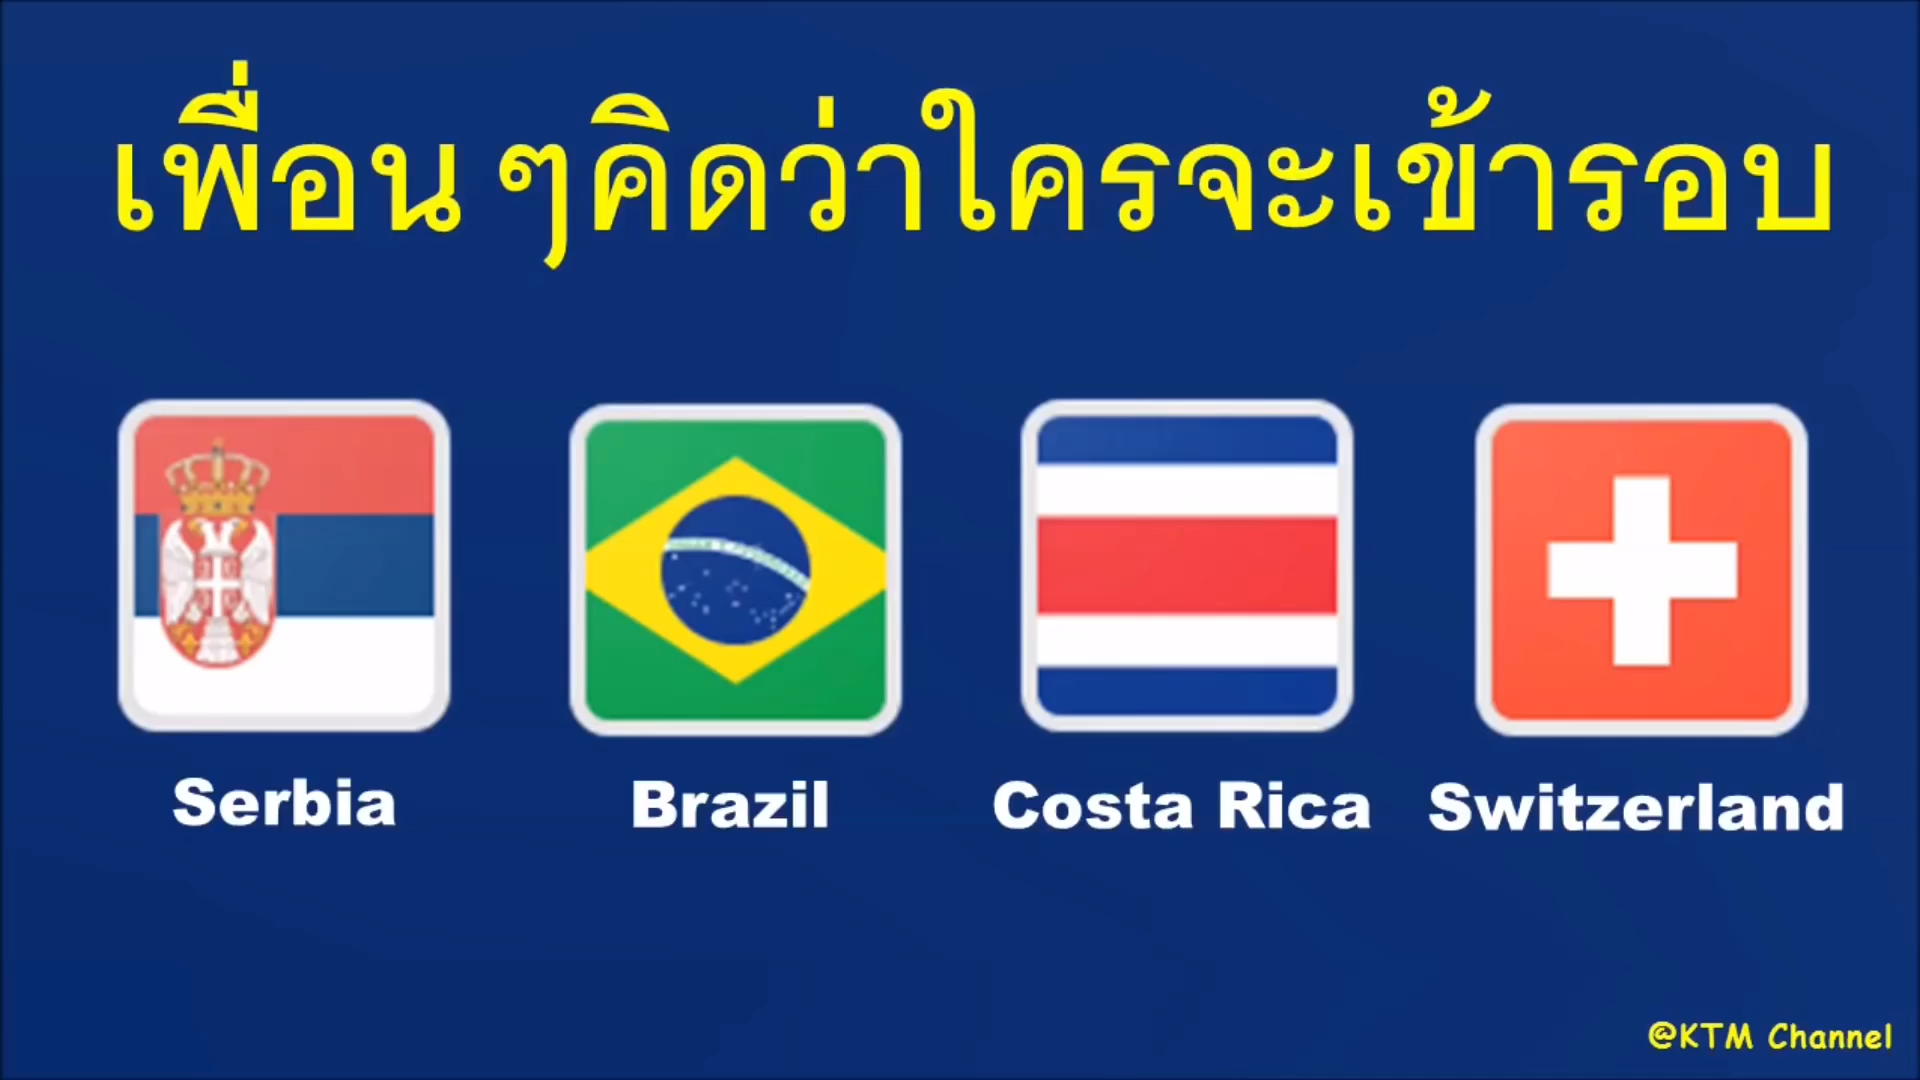 เพื่อน ๆคิดว่าใครจะเข้ารอบ
Serbia
Brazil
Costa Rica
Switzerland
@KTM Channel